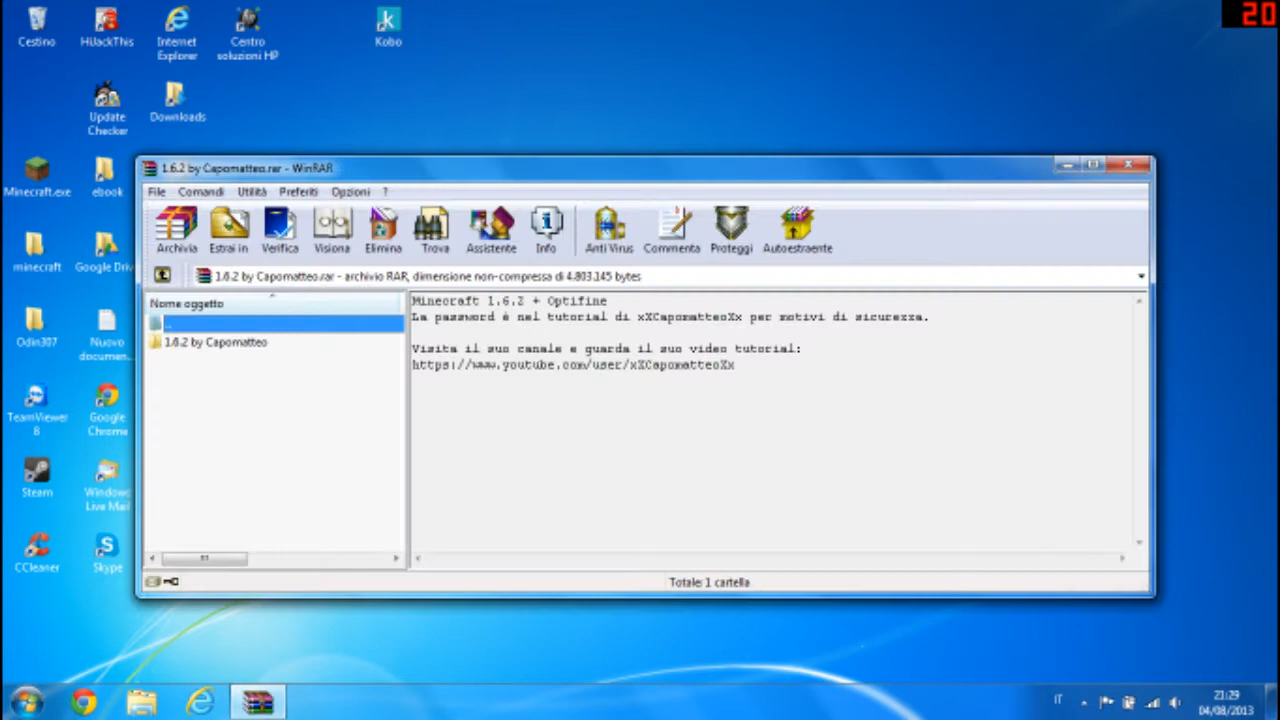 20
Cestino
HiJackThis
Internet
Explorer
Centro
soluzioni HP
Kobo
Update
Checker
Downloads
Minecraft.exe
ebook
minecraft
Google Driv
Odin307
Nuovo
documen...
TeamViewer
8
Google
Chrome
Steam
Windows
Live Mail
CCleaner
Skype
1.6.2 by Capomatteo.rar - WinRAR
File Comandi Utilità Preferiti Opzioni ?
Archivia Estrai in Verifica Visiona Elimina Trova Assistente Info Anti Virus Commenta Proteggi Autoestraente
1.6.2 by Capomatteo.rar - archivio RAR, dimensione non-compressa di 4.803.145 bytes
Nome oggetto
..
1.6.2 by Capomatteo
Minecraft 1.6.2 + Optifine
La password è nel tutorial di xXCapomatteoXx per motivi di sicurezza.
Visita il suo canale e guarda il suo video tutorial:
https://www.youtube.com/user/xXCapomatteoXx
Totale 1 cartella
IT
21:29
04/08/2013